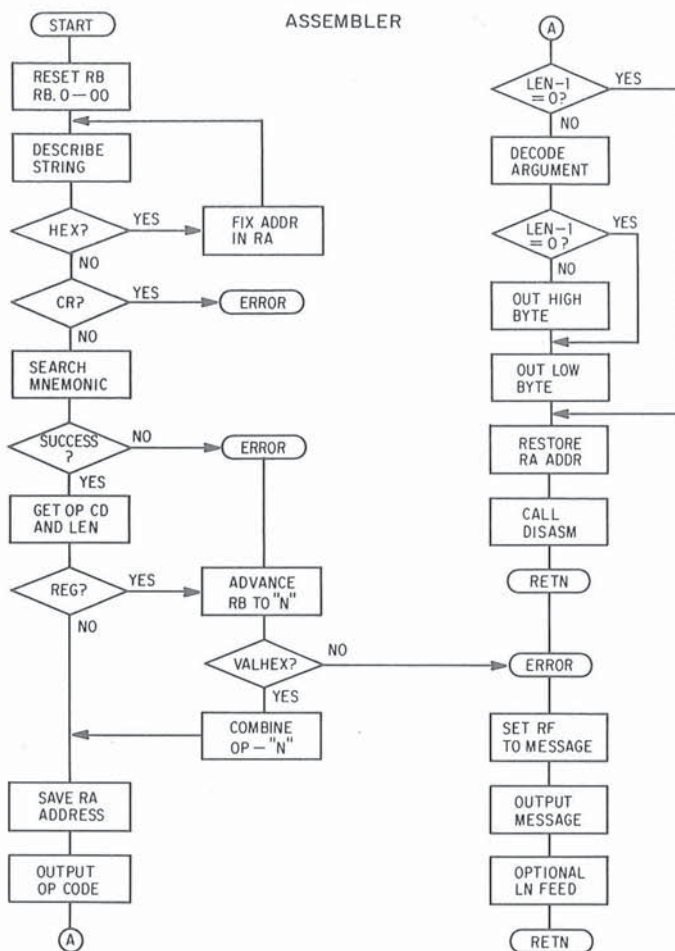 ASSEMBLER
START
RESET RB
RB.0—00
DESCRIBE
STRING
HEX?
YES
FIX ADDR
IN RA
NO
CR?
YES
ERROR
NO
SEARCH
MNEMONIC
SUCCESS
?
NO
ERROR
YES
GET OP CD
AND LEN
REG?
YES
ADVANCE
RB TO "N"
NO
VALHEX?
NO
YES
COMBINE
OP—"N"
SAVE RA
ADDRESS
OUTPUT
OP CODE
A
A
LEN-1
= 0?
YES
NO
DECODE
ARGUMENT
LEN-1
= 0?
YES
NO
OUT HIGH
BYTE
OUT LOW
BYTE
RESTORE
RA ADDR
CALL
DISASM
RETN
ERROR
SET RF
TO MESSAGE
OUTPUT
MESSAGE
OPTIONAL
LN FEED
RETN